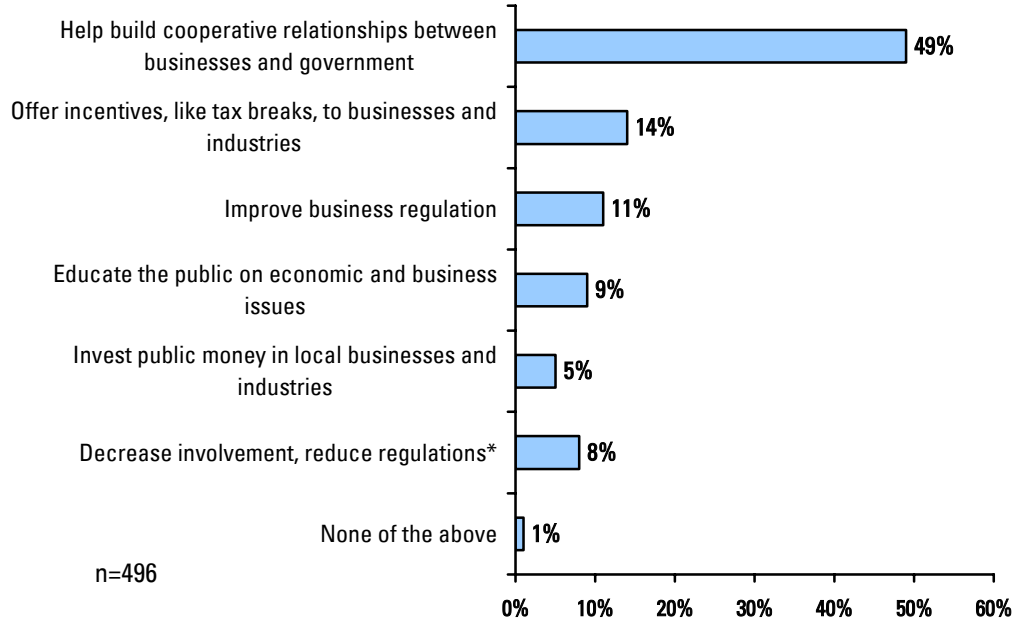 Help build cooperative relationships between
businesses and government
49%
Offer incentives, like tax breaks, to businesses and
industries
14%
Improve business regulation
11%
Educate the public on economic and business
issues
9%
Invest public money in local businesses and
industries
5%
Decrease involvement, reduce regulations*
8%
None of the above
1%
n=496
0% 10% 20% 30% 40% 50% 60%